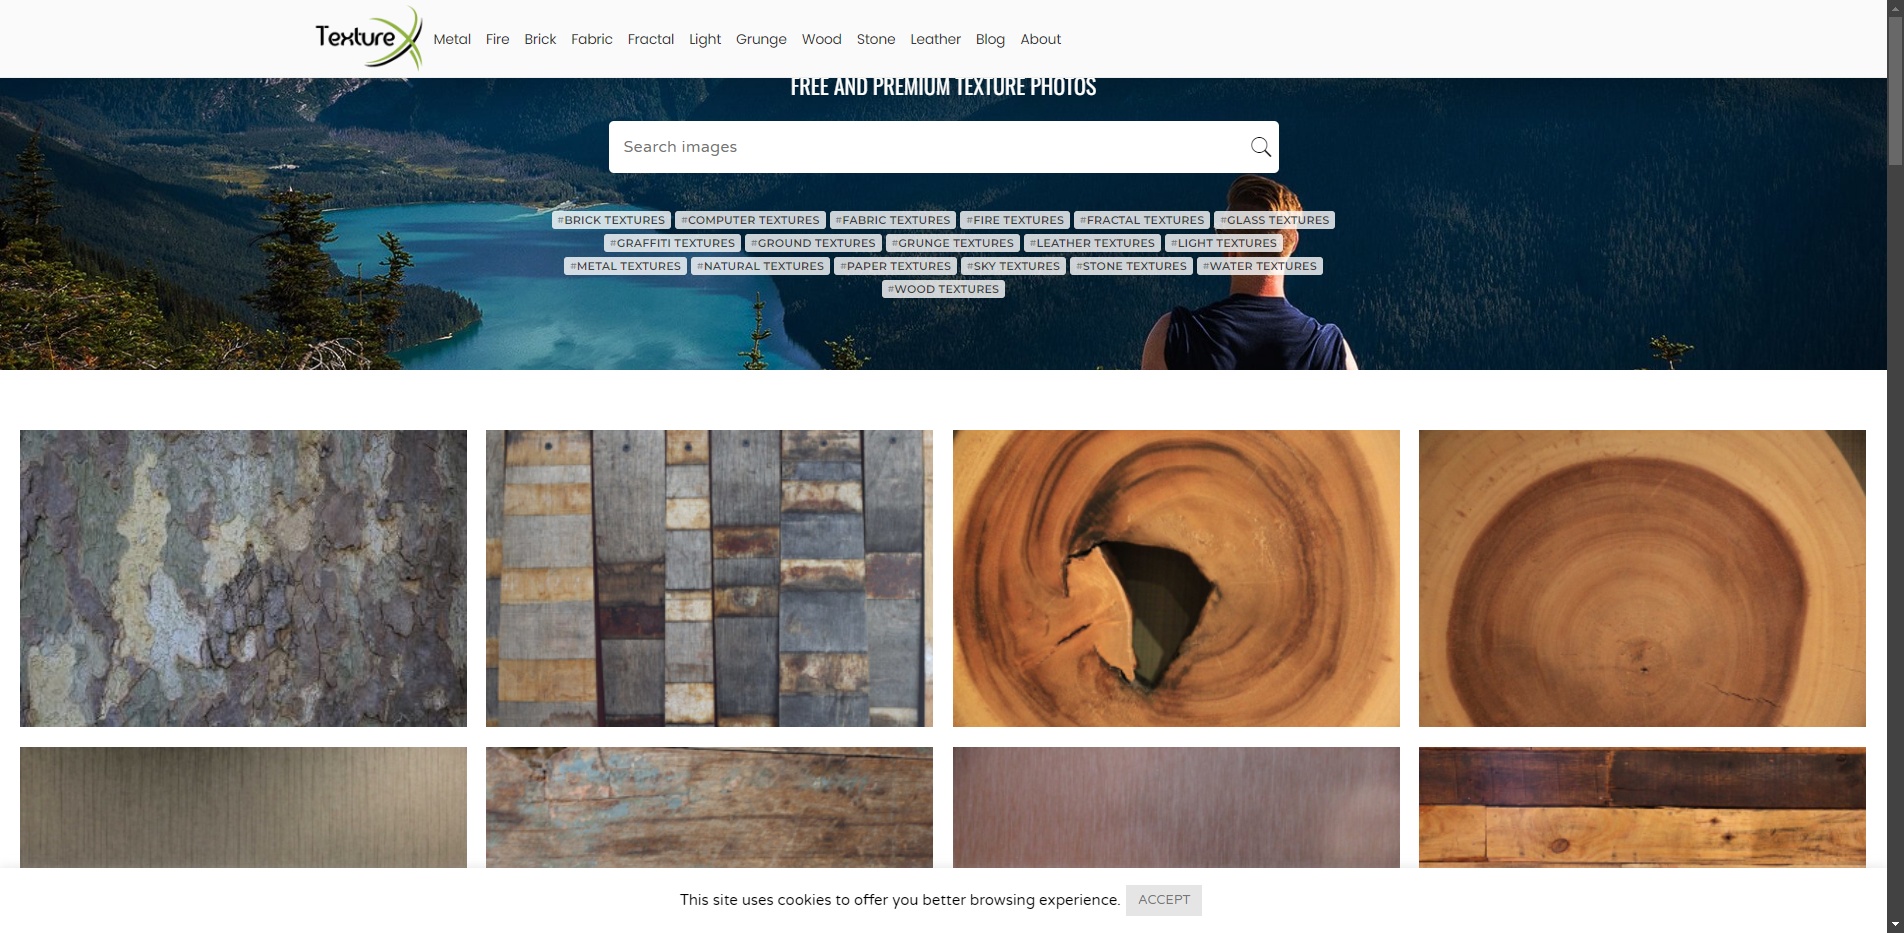 TextureX Metal Fire Brick Fabric Fractal Light Grunge Wood Stone Leather Blog About
FREE AND PREMIUM TEXTURE PHOTOS
Search images
#BRICK TEXTURES #COMPUTER TEXTURES #FABRIC TEXTURES #FIRE TEXTURES #FRACTAL TEXTURES #GLASS TEXTURES
#GRAFFITI TEXTURES #GROUND TEXTURES #GRUNGE TEXTURES #LEATHER TEXTURES #LIGHT TEXTURES
#METAL TEXTURES #NATURAL TEXTURES #PAPER TEXTURES #SKY TEXTURES #STONE TEXTURES #WATER TEXTURES
#WOOD TEXTURES
This site uses cookies to offer you better browsing experience. ACCEPT